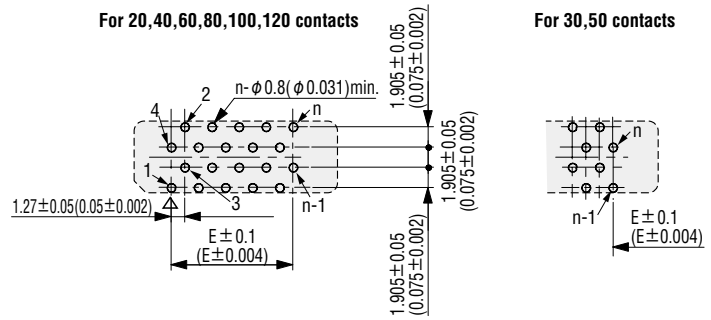 For 20,40,60,80,100,120 contacts
For 30,50 contacts
1.905±0.05
(0.075±0.002)
n-φ0.8(φ0.031)min.
2
n
4
1
3
n-1
1.27±0.05(0.05±0.002)
E±0.1
(E±0.004)
1.905±0.05
(0.075±0.002)
1.905±0.05
(0.075±0.002)
n
n-1
E±0.1
(E±0.004)